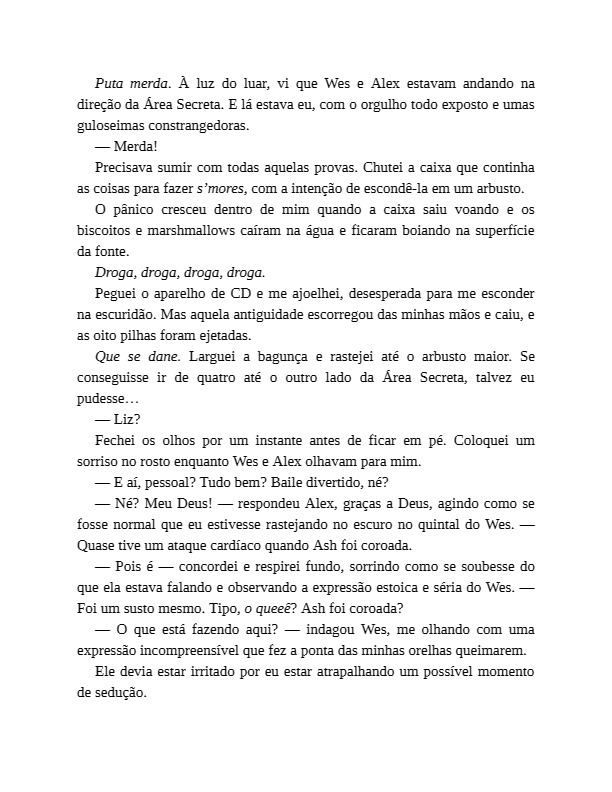 Puta merda. À luz do luar, vi que Wes e Alex estavam andando na
direção da Área Secreta. E lá estava eu, com o orgulho todo exposto e umas
guloseimas constrangedoras.
— Merda!
Precisava sumir com todas aquelas provas. Chutei a caixa que continha
as coisas para fazer s’mores, com a intenção de escondê-la em um arbusto.
O pânico cresceu dentro de mim quando a caixa saiu voando e os
biscoitos e marshmallows caíram na água e ficaram boiando na superfície
da fonte.
Droga, droga, droga, droga.
Peguei o aparelho de CD e me ajoelhei, desesperada para me esconder
na escuridão. Mas aquela antiguidade escorregou das minhas mãos e caiu, e
as oito pilhas foram ejetadas.
Que se dane. Larguei a bagunça e rastejei até o arbusto maior. Se
conseguisse ir de quatro até o outro lado da Área Secreta, talvez eu
pudesse…
— Liz?
Fechei os olhos por um instante antes de ficar em pé. Coloquei um
sorriso no rosto enquanto Wes e Alex olhavam para mim.
— E aí, pessoal? Tudo bem? Baile divertido, né?
— Né? Meu Deus! — respondeu Alex, graças a Deus, agindo como se
fosse normal que eu estivesse rastejando no escuro no quintal do Wes. —
Quase tive um ataque cardíaco quando Ash foi coroada.
— Pois é — concordei e respirei fundo, sorrindo como se soubesse do
que ela estava falando e observando a expressão estoica e séria do Wes. —
Foi um susto mesmo. Tipo, o queeê? Ash foi coroada?
— O que está fazendo aqui? — indagou Wes, me olhando com uma
expressão incompreensível que fez a ponta das minhas orelhas queimarem.
Ele devia estar irritado por eu estar atrapalhando um possível momento
de sedução.